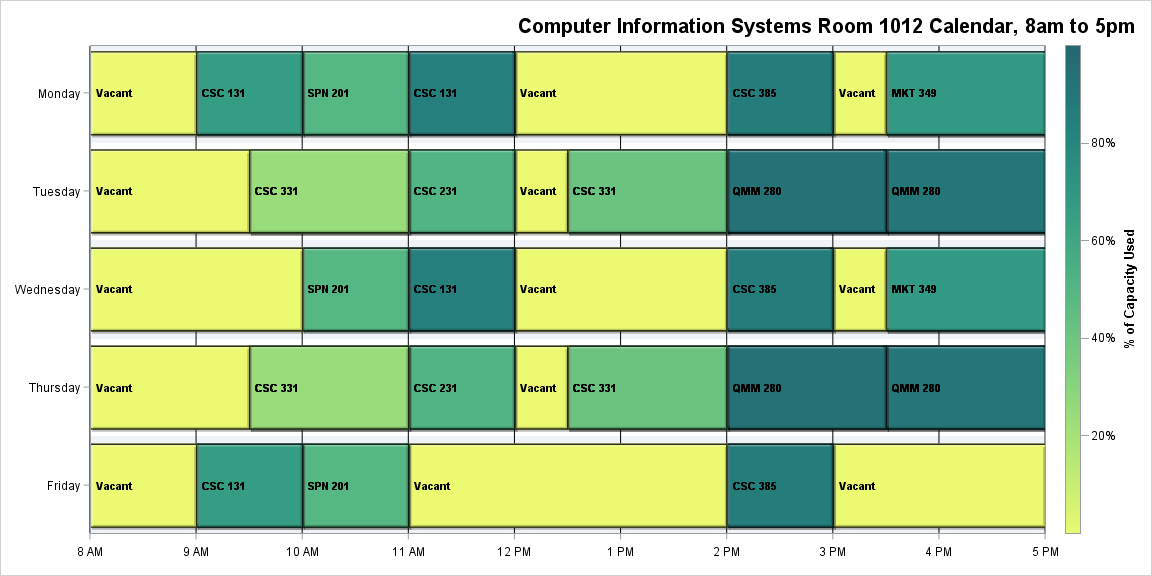 Computer Information Systems Room 1012 Calendar, 8am to 5pm
Monday
Vacant
CSC 131
SPN 201
CSC 131
Vacant
CSC 385
Vacant
MKT 349
Tuesday
Vacant
CSC 331
CSC 231
Vacant
CSC 331
QMM 280
QMM 280
Wednesday
Vacant
SPN 201
CSC 131
Vacant
CSC 385
Vacant
MKT 349
Thursday
Vacant
CSC 331
CSC 231
Vacant
CSC 331
QMM 280
QMM 280
Friday
Vacant
CSC 131
SPN 201
Vacant
CSC 385
Vacant
8 AM
9 AM
10 AM
11 AM
12 PM
1 PM
2 PM
3 PM
4 PM
5 PM
80%
60%
40%
20%
% of Capacity Used